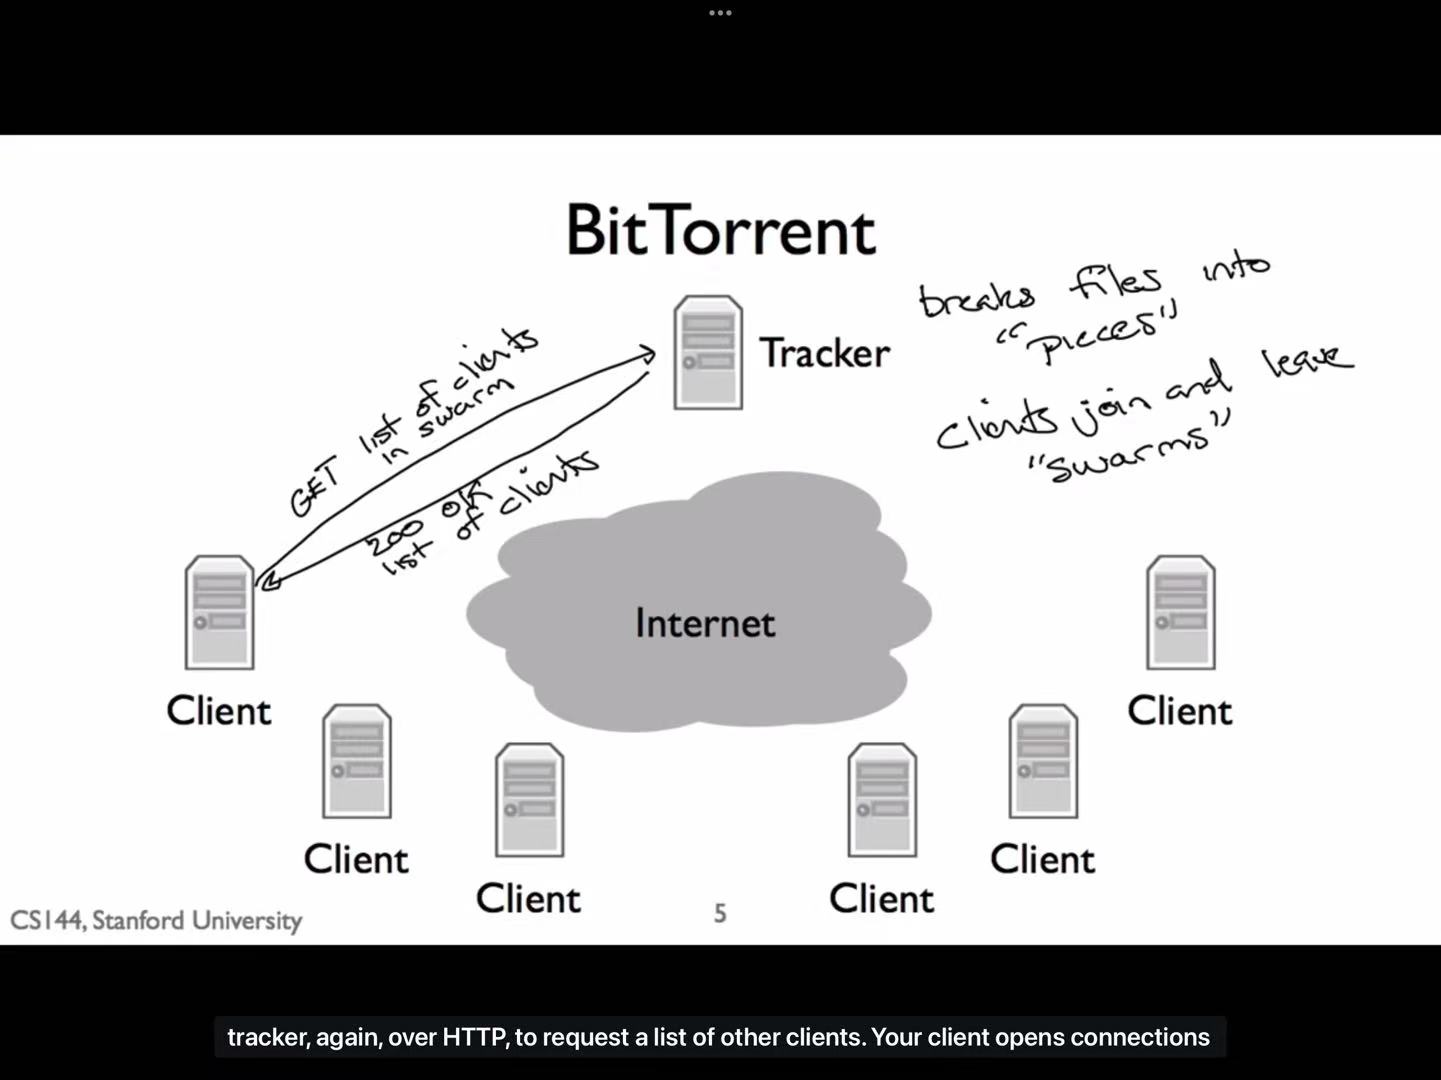 BitTorrent
breaks files into
"pieces"
Tracker
clients join and leave
"swarms"
GET list of clients
in swarm
200 OK
list of clients
Internet
Client
Client
Client
Client
Client
Client
CS144, Stanford University
5
tracker, again, over HTTP, to request a list of other clients. Your client opens connections